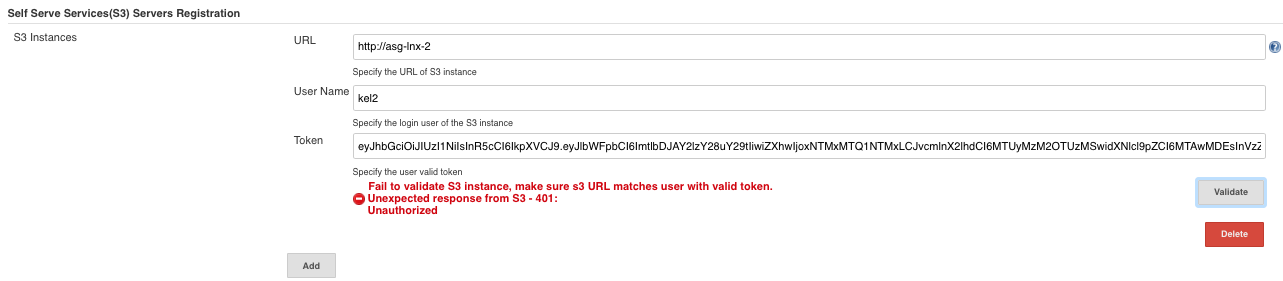 Self Serve Services(S3) Servers Registration
S3 Instances
URL
http://asg-lnx-2
Specify the URL of S3 instance
User Name
kel2
Specify the login user of the S3 instance
Token
Specify the user valid token
Fail to validate S3 instance, make sure s3 URL matches user with valid token.
Unexpected response from S3 - 401:
Unauthorized
Validate
Delete
Add